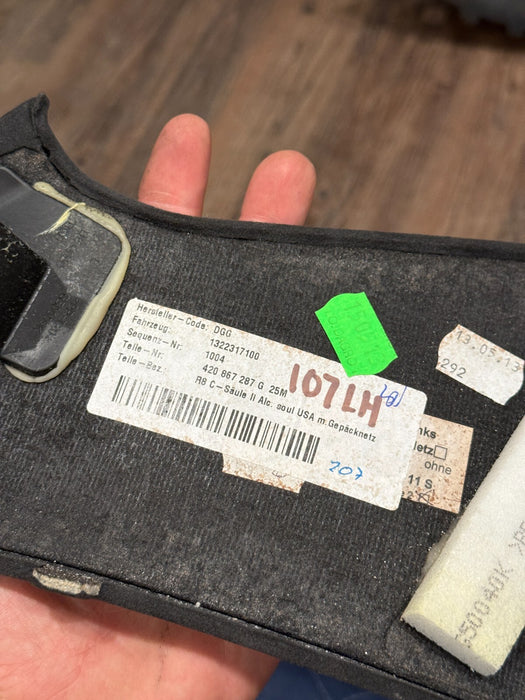 Hersteller-Code: DGG
Fahrzeug: 1322317100
Sequenz-Nr. 1004
Teile-Nr. 420 867 287 G 25M
Teile-Bez. R8 C-Säule li Alc. soul USA m.Gepäcknetz
107LH
207
13.05.13
292
nks
etz
ohne
11 S
550040K